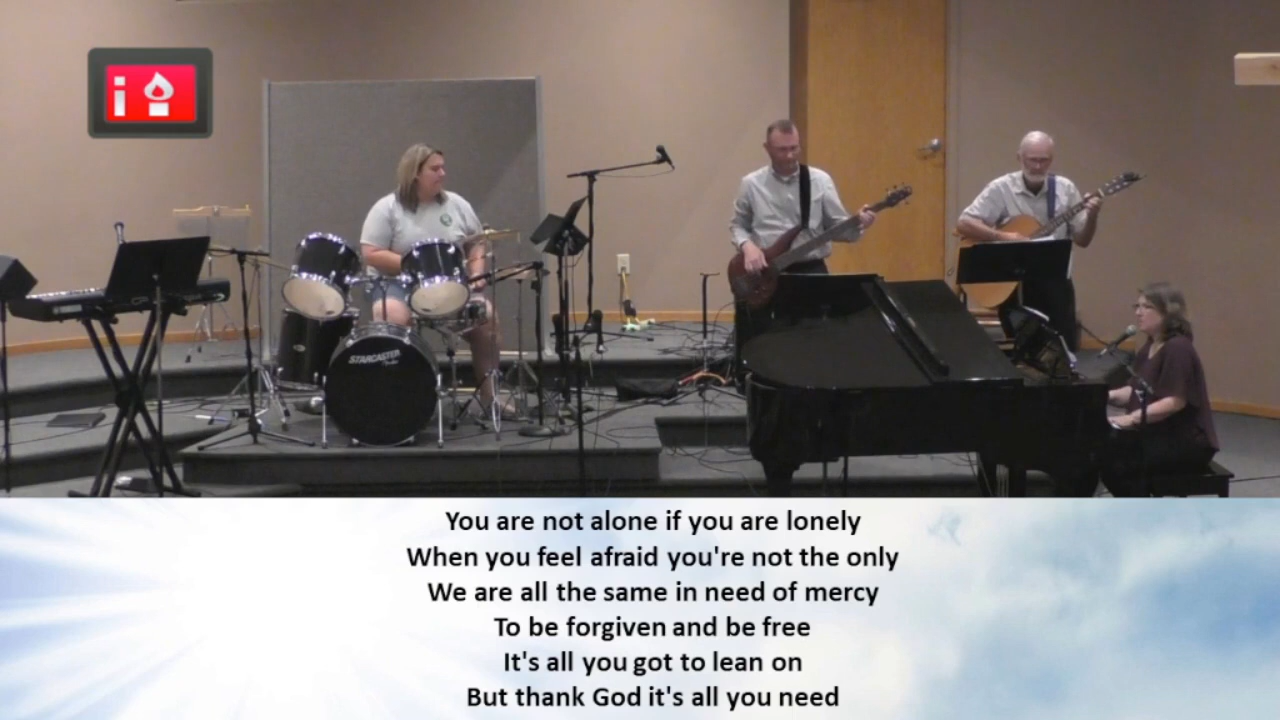 i
STARCASTER
You are not alone if you are lonely
When you feel afraid you're not the only
We are all the same in need of mercy
To be forgiven and be free
It's all you got to lean on
But thank God it's all you need